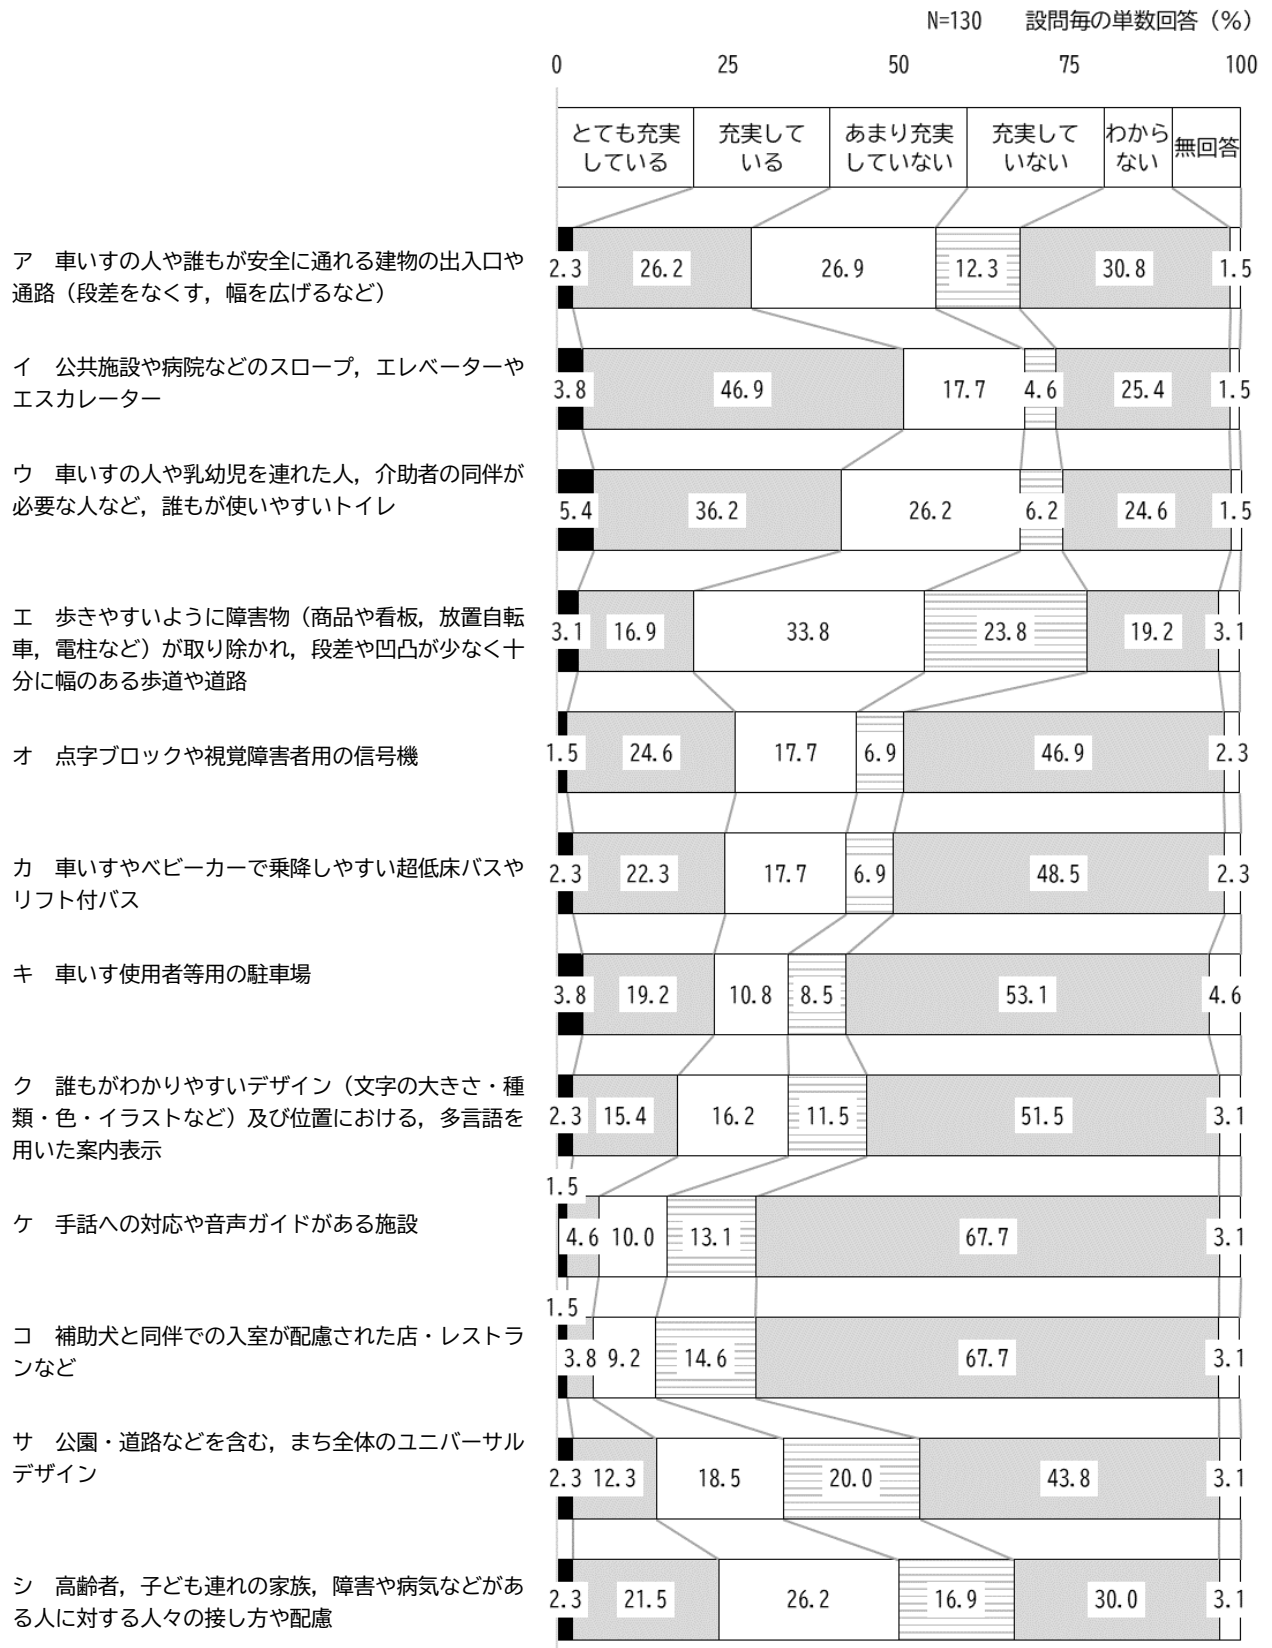 N=130 設問毎の単数回答（％）
0 25 50 75 100
とても充実
している
充実して
いる
あまり充実
していない
充実して
いない
わから
ない
無回答
ア 車いすの人や誰もが安全に通れる建物の出入口や
通路（段差をなくす，幅を広げるなど）
2.3 26.2 26.9 12.3 30.8 1.5
イ 公共施設や病院などのスロープ，エレベーターや
エスカレーター
3.8 46.9 17.7 4.6 25.4 1.5
ウ 車いすの人や乳幼児を連れた人，介助者の同伴が
必要な人など，誰もが使いやすいトイレ
5.4 36.2 26.2 6.2 24.6 1.5
エ 歩きやすいように障害物（商品や看板，放置自転
車，電柱など）が取り除かれ，段差や凹凸が少なく十
分に幅のある歩道や道路
3.1 16.9 33.8 23.8 19.2 3.1
オ 点字ブロックや視覚障害者用の信号機
1.5 24.6 17.7 6.9 46.9 2.3
カ 車いすやベビーカーで乗降しやすい超低床バスや
リフト付バス
2.3 22.3 17.7 6.9 48.5 2.3
キ 車いす使用者等用の駐車場
3.8 19.2 10.8 8.5 53.1 4.6
ク 誰もがわかりやすいデザイン（文字の大きさ・種
類・色・イラストなど）及び位置における，多言語を
用いた案内表示
2.3 15.4 16.2 11.5 51.5 3.1
ケ 手話への対応や音声ガイドがある施設
1.5 4.6 10.0 13.1 67.7 3.1
コ 補助犬と同伴での入室が配慮された店・レストラ
ンなど
1.5 3.8 9.2 14.6 67.7 3.1
サ 公園・道路などを含む，まち全体のユニバーサル
デザイン
2.3 12.3 18.5 20.0 43.8 3.1
シ 高齢者，子ども連れの家族，障害や病気などがあ
る人に対する人々の接し方や配慮
2.3 21.5 26.2 16.9 30.0 3.1